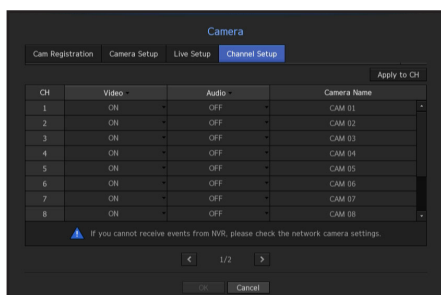 Camera
Cam Registration Camera Setup Live Setup Channel Setup
Apply to CH
CH Video Audio Camera Name
1 ON OFF CAM 01
2 ON OFF CAM 02
3 ON OFF CAM 03
4 ON OFF CAM 04
5 ON OFF CAM 05
6 ON OFF CAM 06
7 ON OFF CAM 07
8 ON OFF CAM 08
If you cannot receive events from NVR, please check the network camera settings.
< 1/2 >
OK Cancel